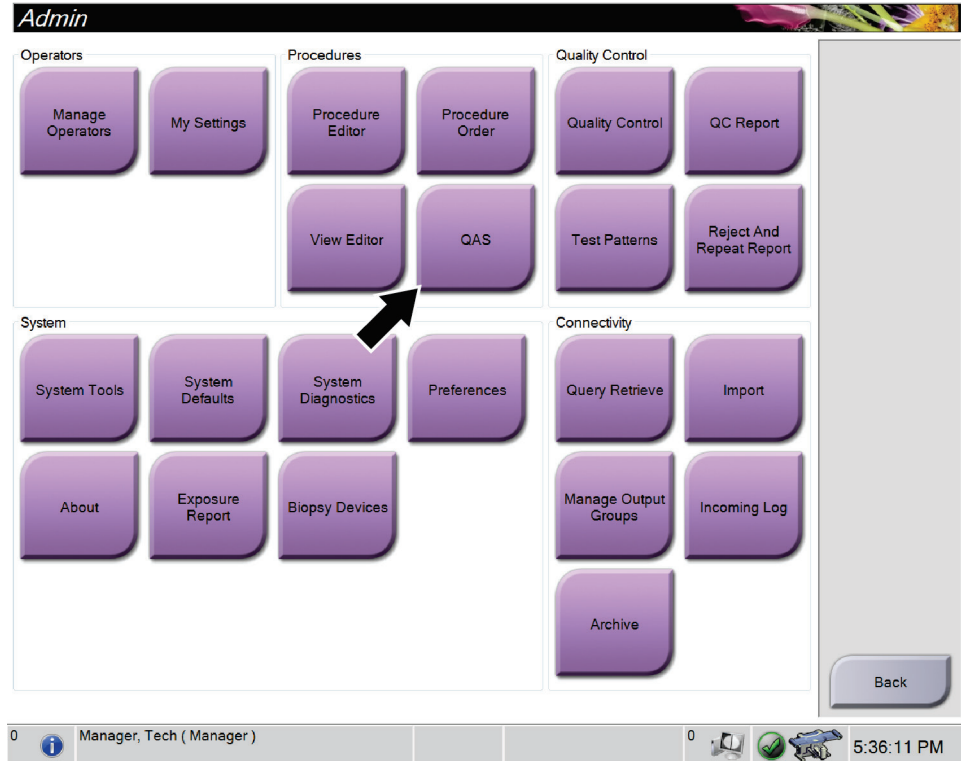 Admin
Operators
Manage
Operators
My Settings
Procedures
Procedure
Editor
Procedure
Order
View Editor
QAS
Quality Control
Quality Control
QC Report
Test Patterns
Reject And
Repeat Report
System
System Tools
System
Defaults
System
Diagnostics
Preferences
About
Exposure
Report
Biopsy Devices
Connectivity
Query Retrieve
Import
Manage Output
Groups
Incoming Log
Archive
Back
0
Manager, Tech ( Manager )
0
5:36:11 PM